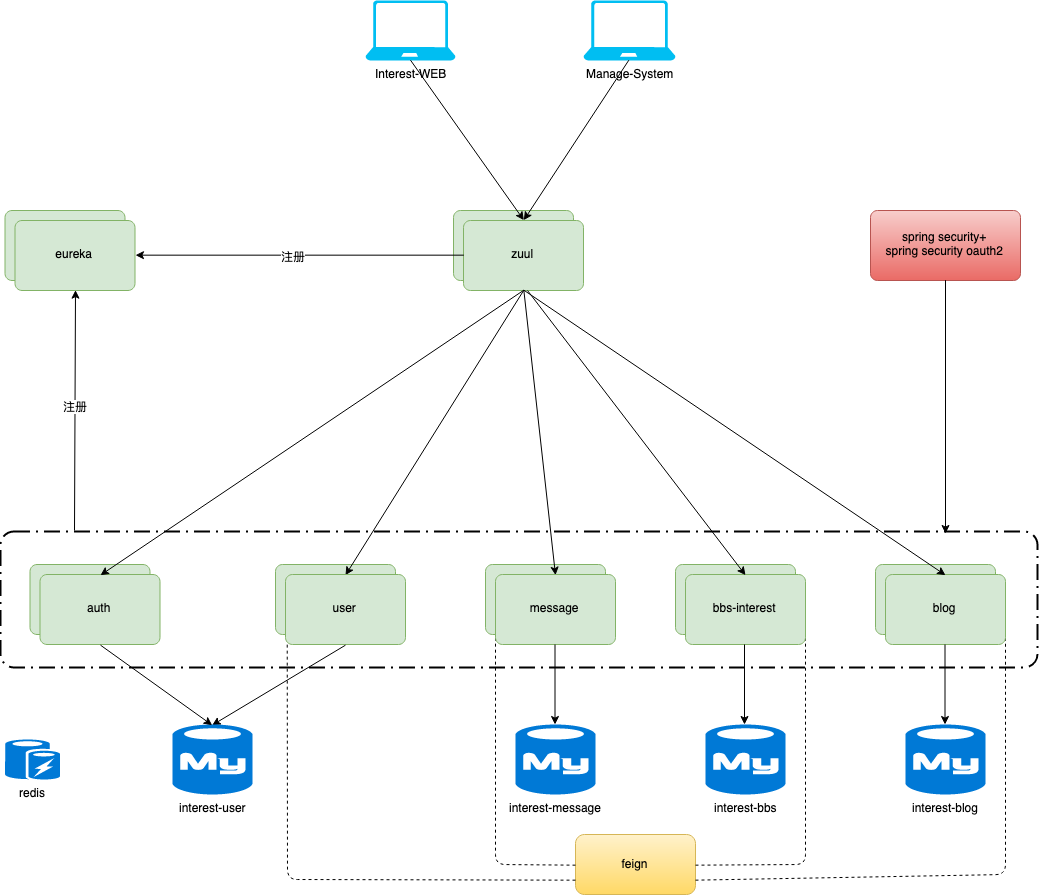 Interest-WEB
Manage-System
eureka
注册
zuul
spring security+
spring security oauth2
注册
auth
user
message
bbs-interest
blog
My
My
My
My
redis
interest-user
interest-message
interest-bbs
interest-blog
feign